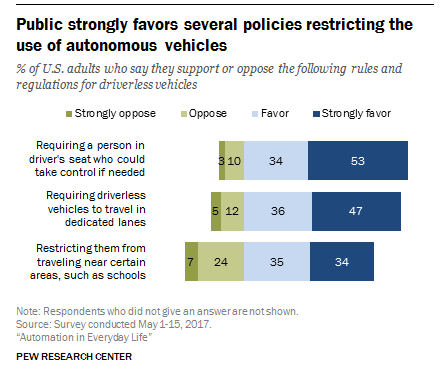 Public strongly favors several policies restricting the
use of autonomous vehicles
% of U.S. adults who say they support or oppose the following rules and
regulations for driverless vehicles
Strongly oppose Oppose Favor Strongly favor
Requiring a person in
driver's seat who could
take control if needed
3 10 34 53
Requiring driverless
vehicles to travel in
dedicated lanes
5 12 36 47
Restricting them from
traveling near certain
areas, such as schools
7 24 35 34
Note: Respondents who did not give an answer are not shown.
Source: Survey conducted May 1-15, 2017.
"Automation in Everyday Life"
PEW RESEARCH CENTER